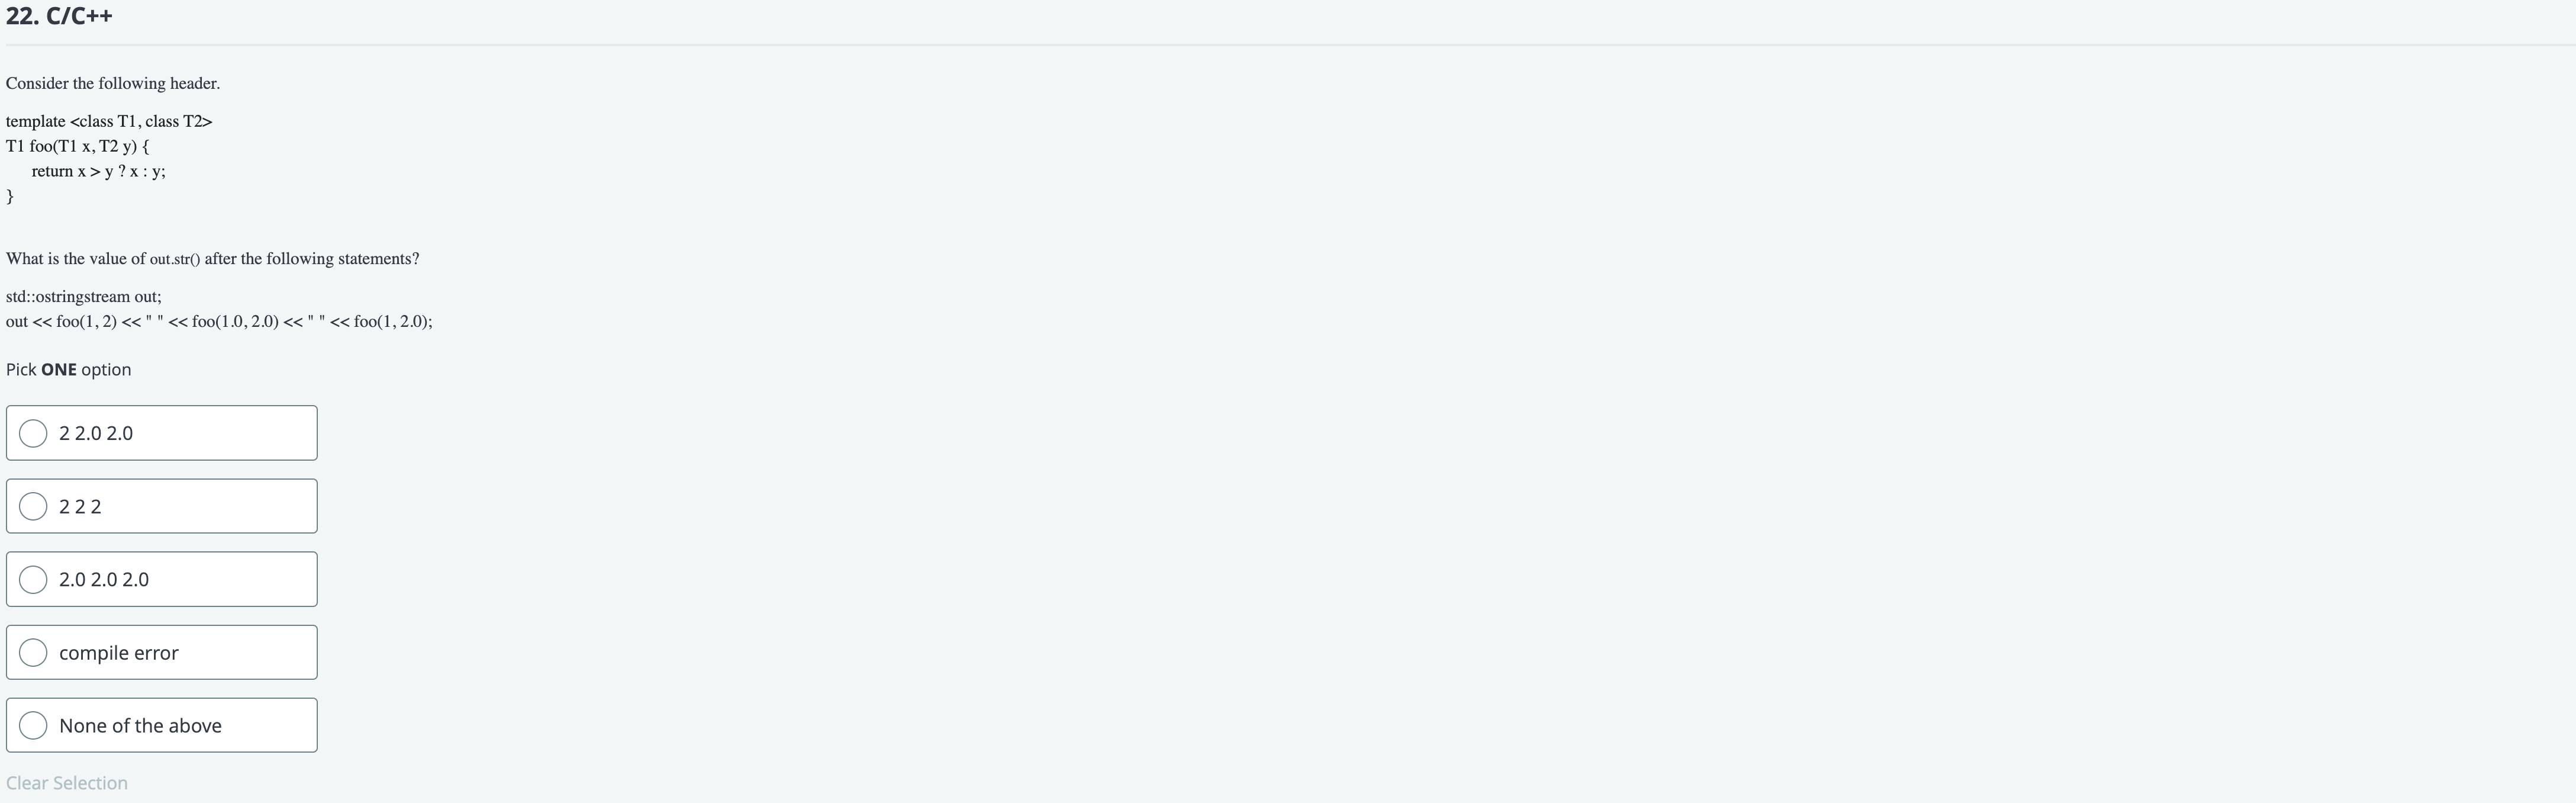 22. C/C++
Consider the following header.
template <class T1, class T2>
T1 foo(T1 x, T2 y) {
return x > y ? x : y;
}
What is the value of out.str() after the following statements?
std::ostringstream out;
out << foo(1, 2) << " " << foo(1.0, 2.0) << " " << foo(1, 2.0);
Pick ONE option
2 2.0 2.0
2 2 2
2.0 2.0 2.0
compile error
None of the above
Clear Selection